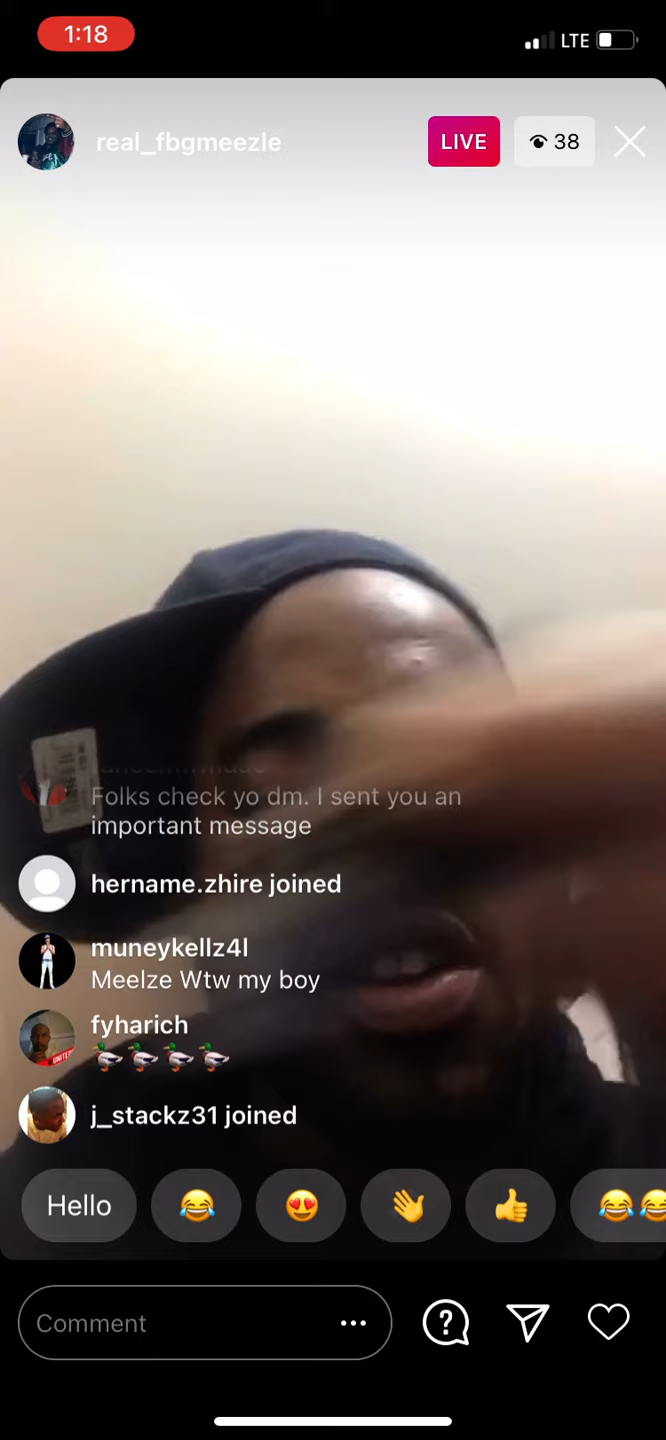 1:18
LTE
real_fbgmeezle
LIVE
38
Folks check yo dm. I sent you an
important message
hername.zhire joined
muneykellz4l
Meelze Wtw my boy
fyharich
🦆🦆🦆🦆
j_stackz31 joined
Hello 😂 😍 👋 👍 😂😂
Comment